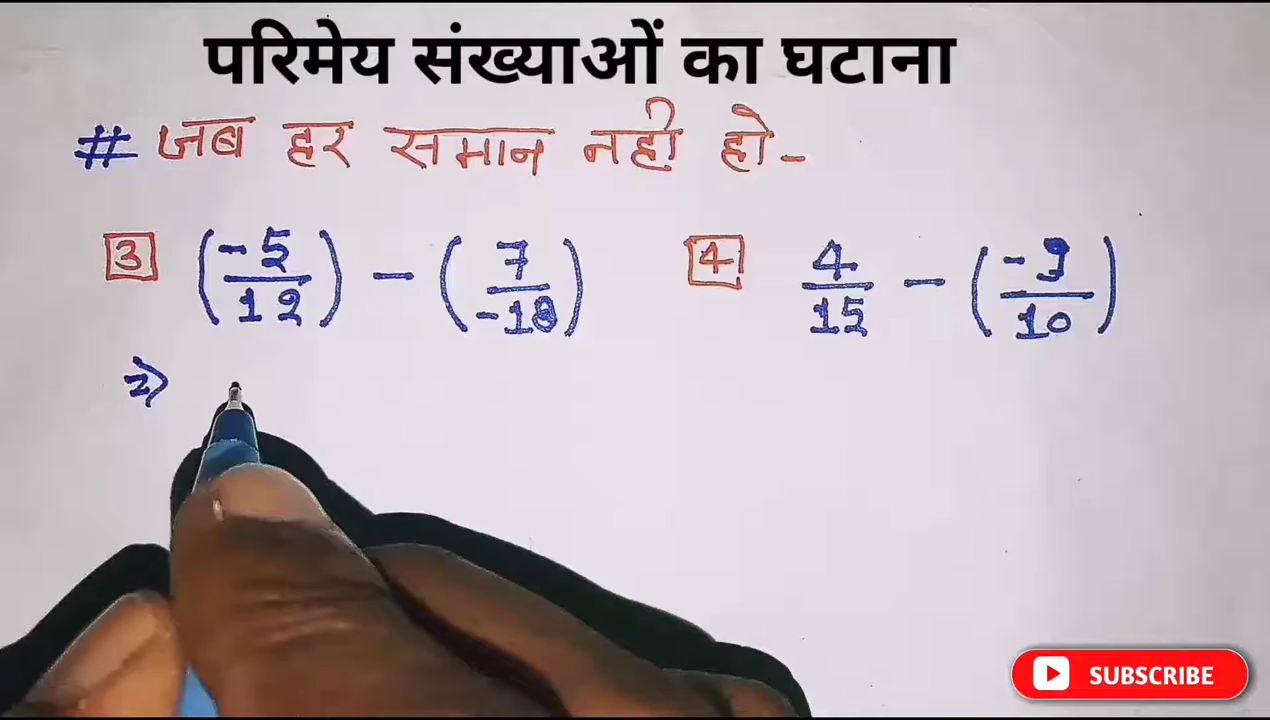 परिमेय संख्याओं का घटाना
# जब हर समान नही हो-
3 (-5/12) - (7/-18) 4 4/15 - (-9/10)
⇒
SUBSCRIBE